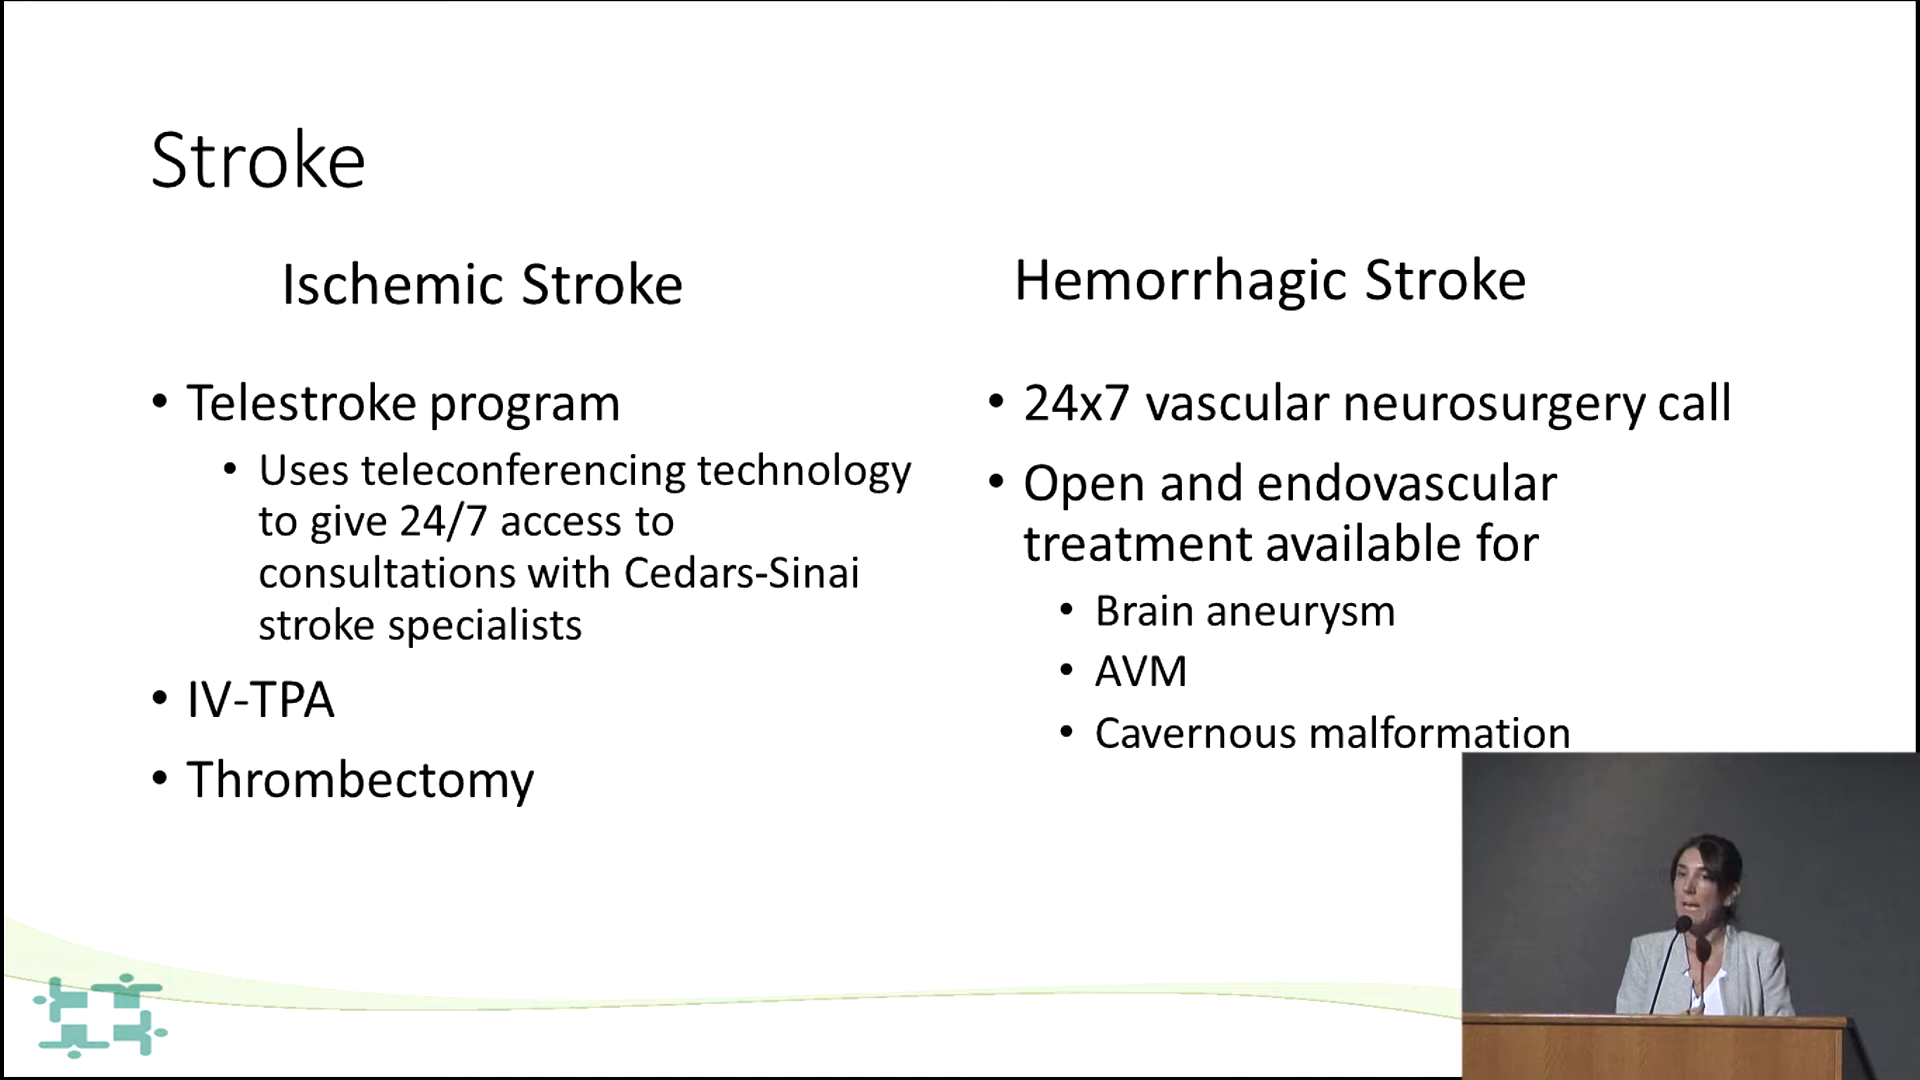 Stroke
Ischemic Stroke
• Telestroke program
• Uses teleconferencing technology
to give 24/7 access to
consultations with Cedars-Sinai
stroke specialists
• IV-TPA
• Thrombectomy
Hemorrhagic Stroke
• 24x7 vascular neurosurgery call
• Open and endovascular
treatment available for
• Brain aneurysm
• AVM
• Cavernous malformation